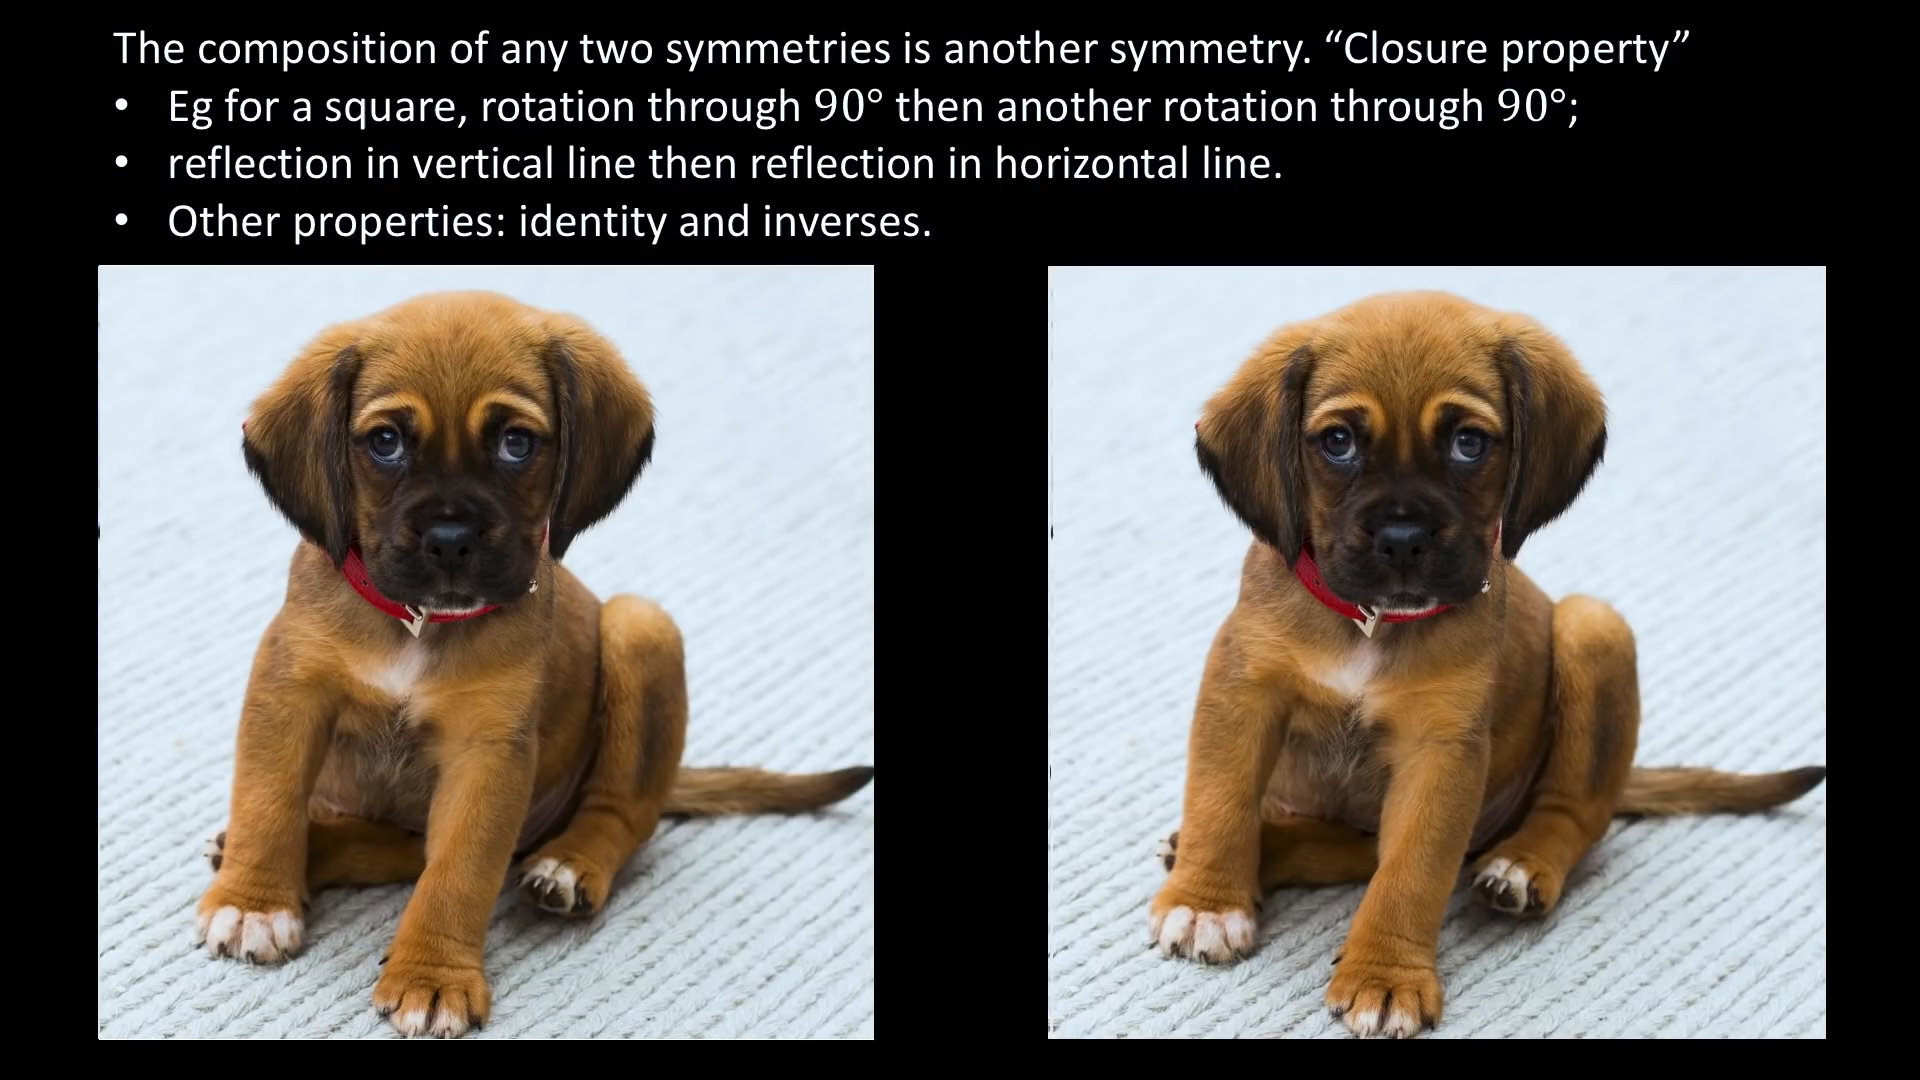 The composition of any two symmetries is another symmetry. “Closure property”
• Eg for a square, rotation through 90° then another rotation through 90°;
• reflection in vertical line then reflection in horizontal line.
• Other properties: identity and inverses.